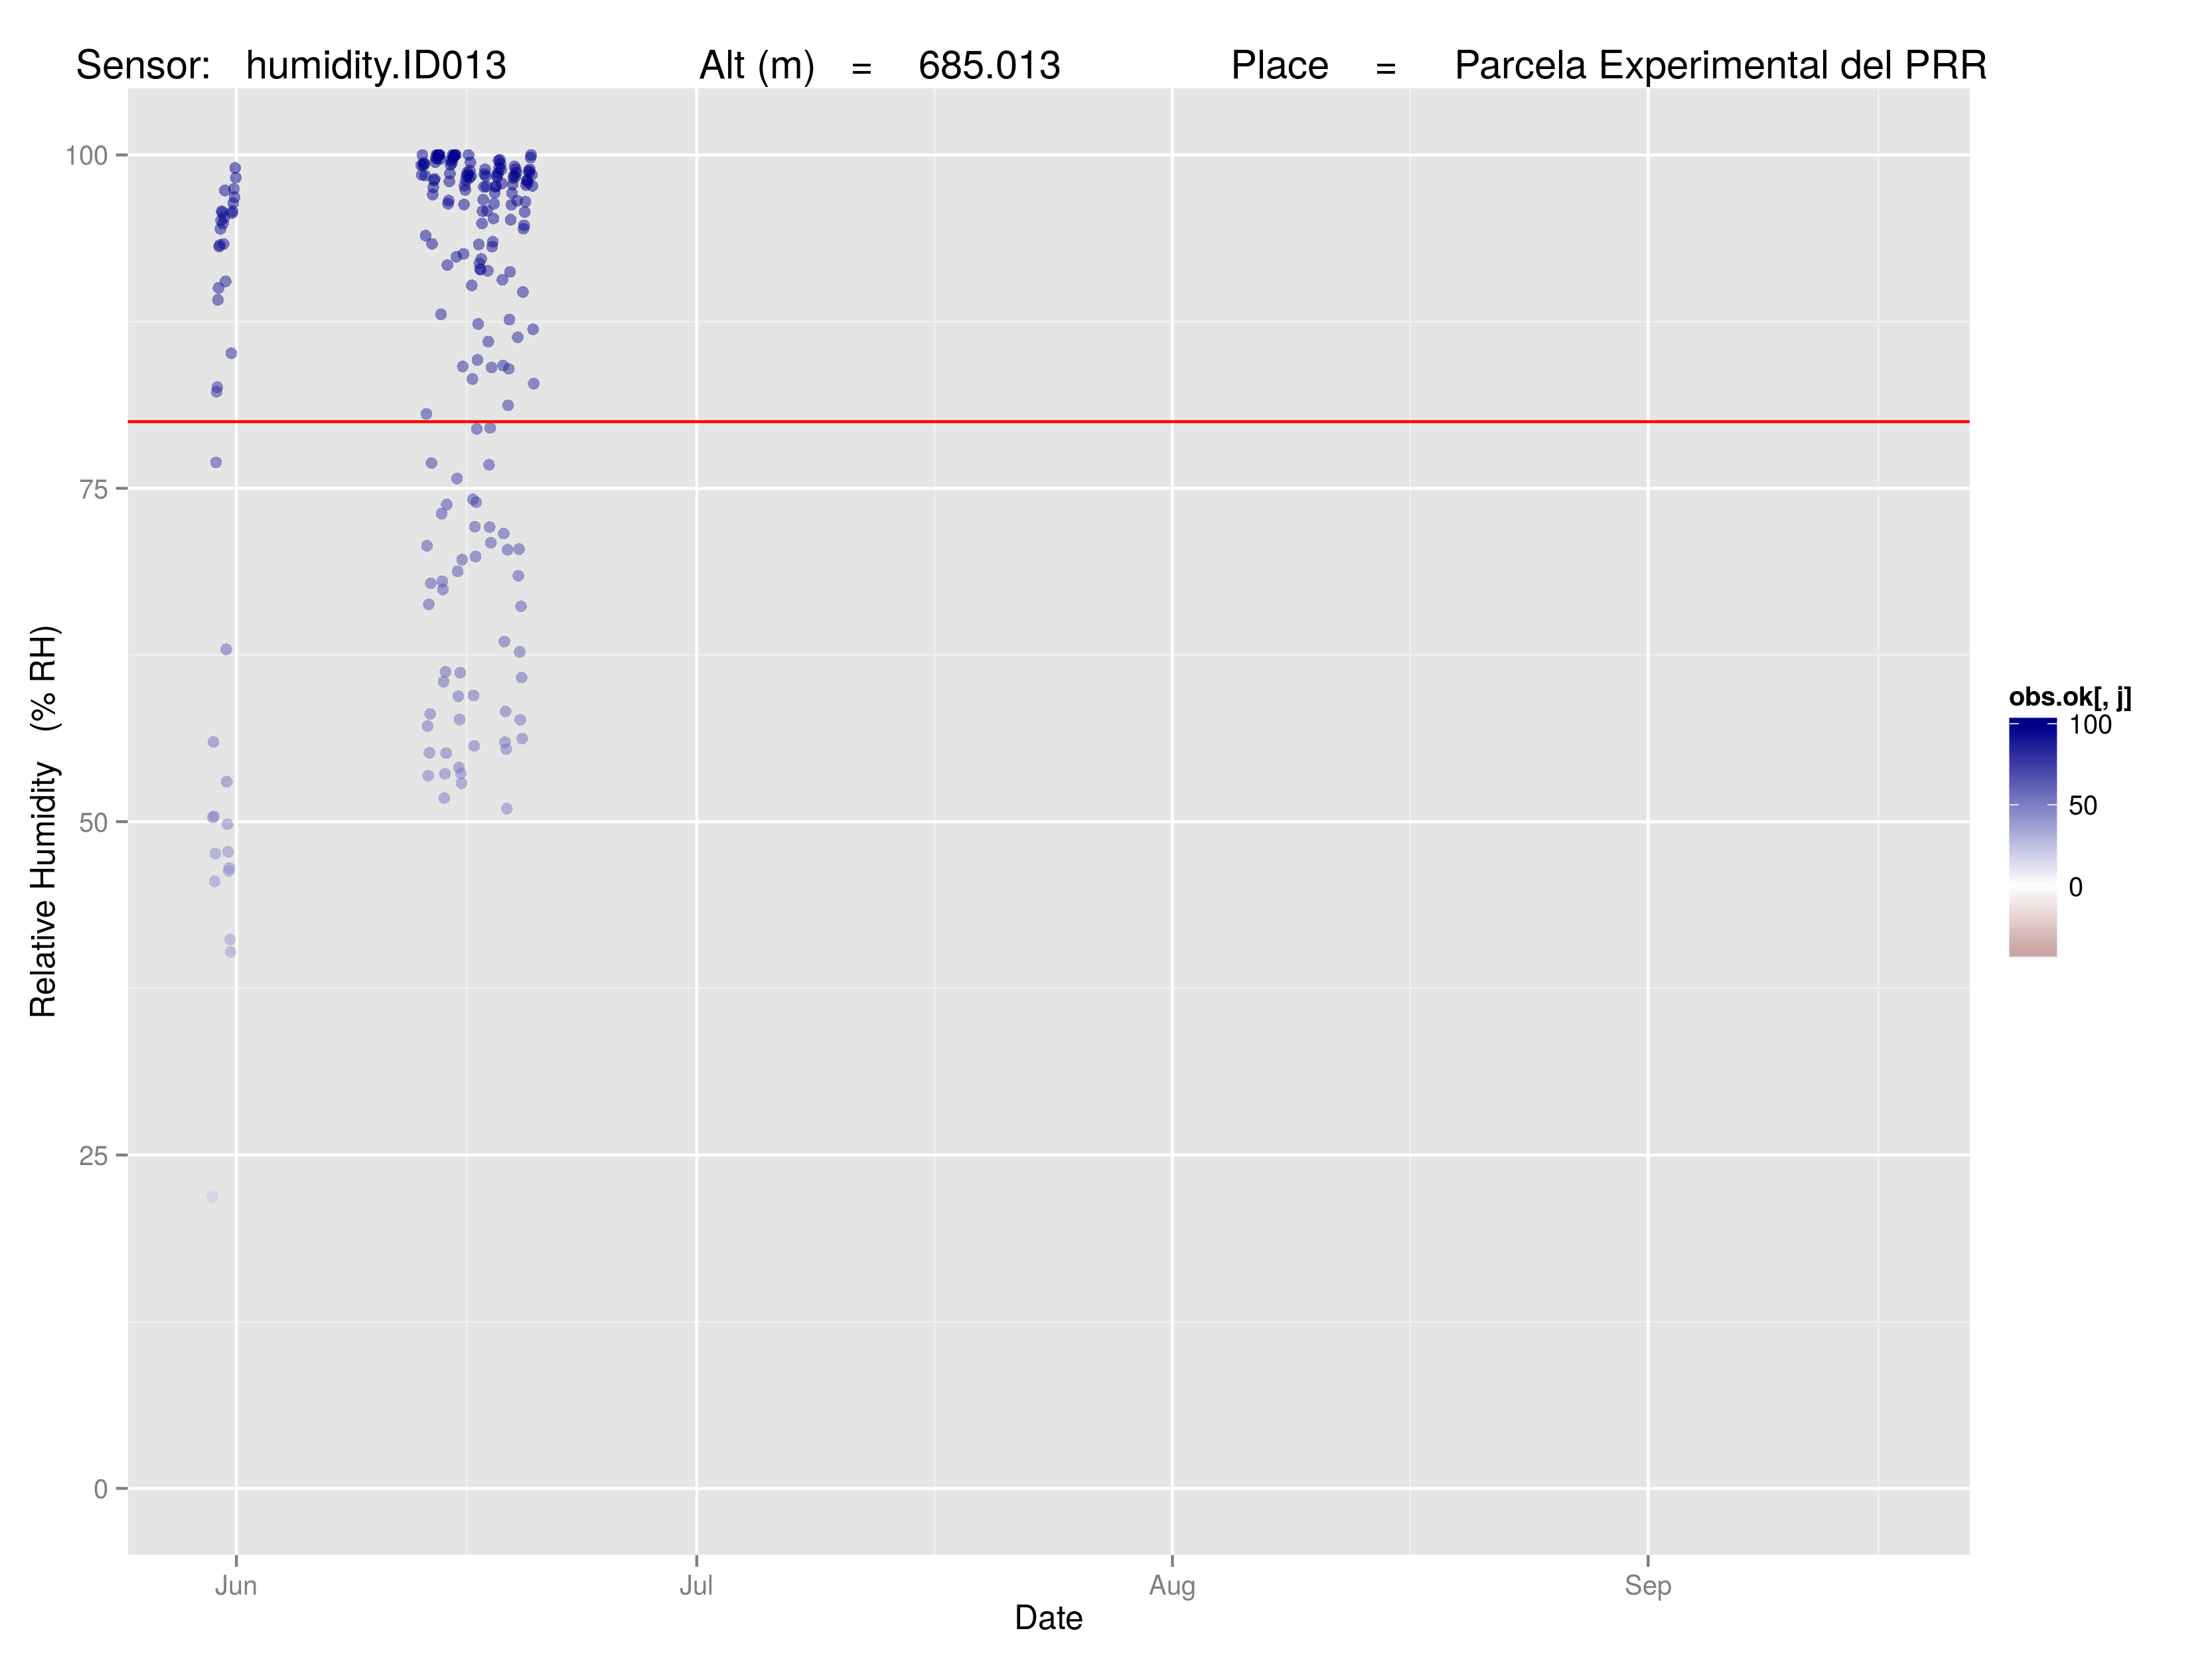 Sensor: humidity.ID013 Alt (m) = 685.013 Place = Parcela Experimental del PRR
100
75
50
25
0
Relative Humidity (% RH)
Jun Jul Aug Sep
Date
obs.ok[, j]
100
50
0